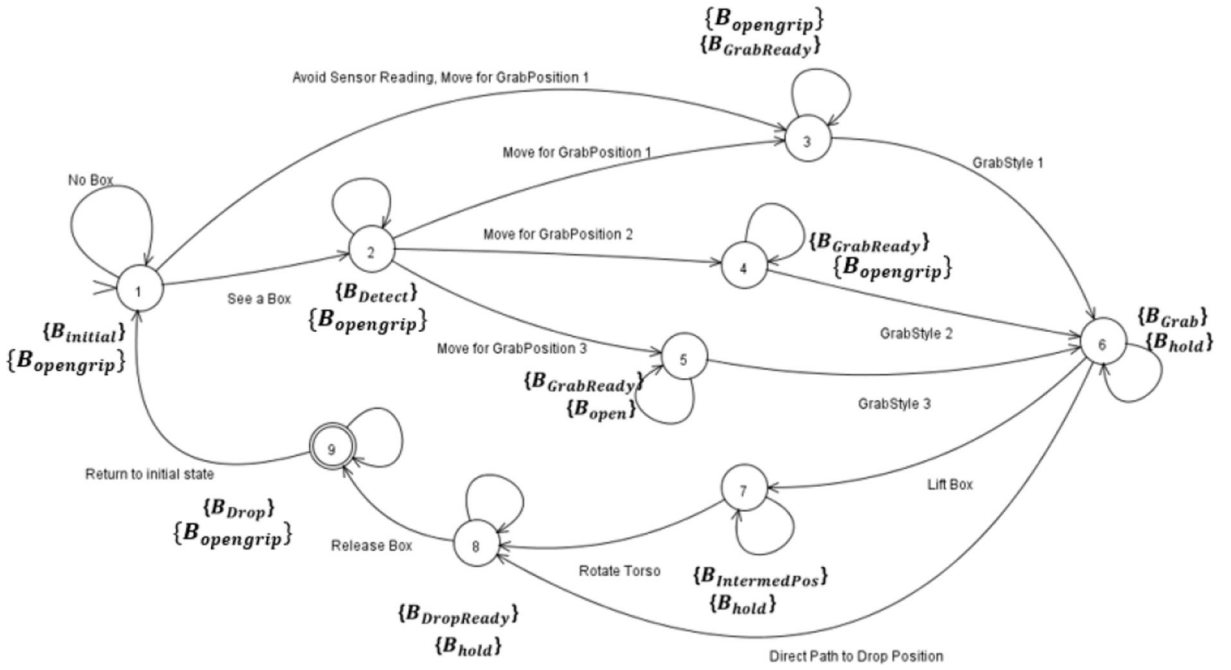 {B_opengrip}
{B_GrabReady}
Avoid Sensor Reading, Move for GrabPosition 1
3
Move for GrabPosition 1
GrabStyle 1
No Box
2
Move for GrabPosition 2
4
{B_GrabReady}
{B_opengrip}
1
See a Box
{B_Detect}
{B_opengrip}
{B_initial}
{B_opengrip}
Move for GrabPosition 3
5
GrabStyle 2
6
{B_Grab}
{B_hold}
{B_GrabReady}
{B_open}
GrabStyle 3
9
Return to initial state
{B_Drop}
{B_opengrip}
Release Box
8
7
Lift Box
Rotate Torso
{B_IntermedPos}
{B_hold}
{B_DropReady}
{B_hold}
Direct Path to Drop Position